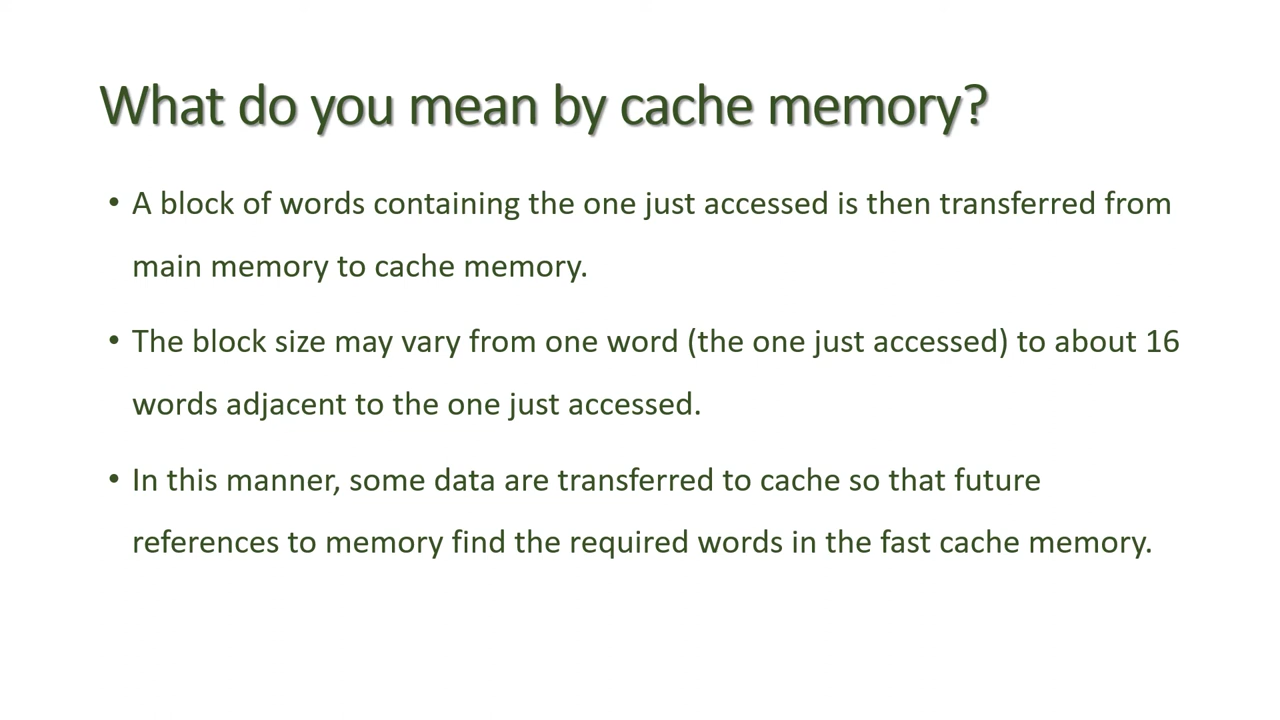 What do you mean by cache memory?
• A block of words containing the one just accessed is then transferred from
main memory to cache memory.
• The block size may vary from one word (the one just accessed) to about 16
words adjacent to the one just accessed.
• In this manner, some data are transferred to cache so that future
references to memory find the required words in the fast cache memory.